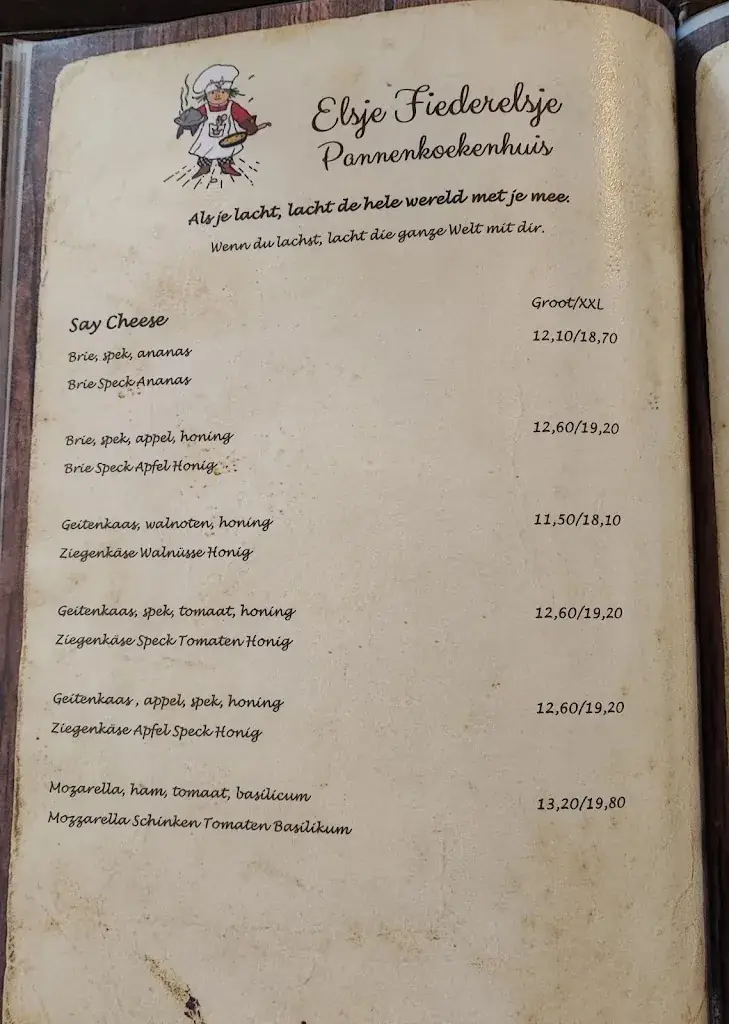 Elsje Fiederelsje
Pannenkoekenhuis
Als je lacht, lacht de hele wereld met je mee.
Wenn du lachst, lacht die ganze Welt mit dir.
Say Cheese Groot/XXL
Brie, spek, ananas 12,10/18,70
Brie Speck Ananas
Brie, spek, appel, honing 12,60/19,20
Brie Speck Apfel Honig
Geitenkaas, walnoten, honing 11,50/18,10
Ziegenkäse Walnüsse Honig
Geitenkaas, spek, tomaat, honing 12,60/19,20
Ziegenkäse Speck Tomaten Honig
Geitenkaas , appel, spek, honing 12,60/19,20
Ziegenkäse Apfel Speck Honig
Mozarella, ham, tomaat, basilicum 13,20/19,80
Mozzarella Schinken Tomaten Basilikum